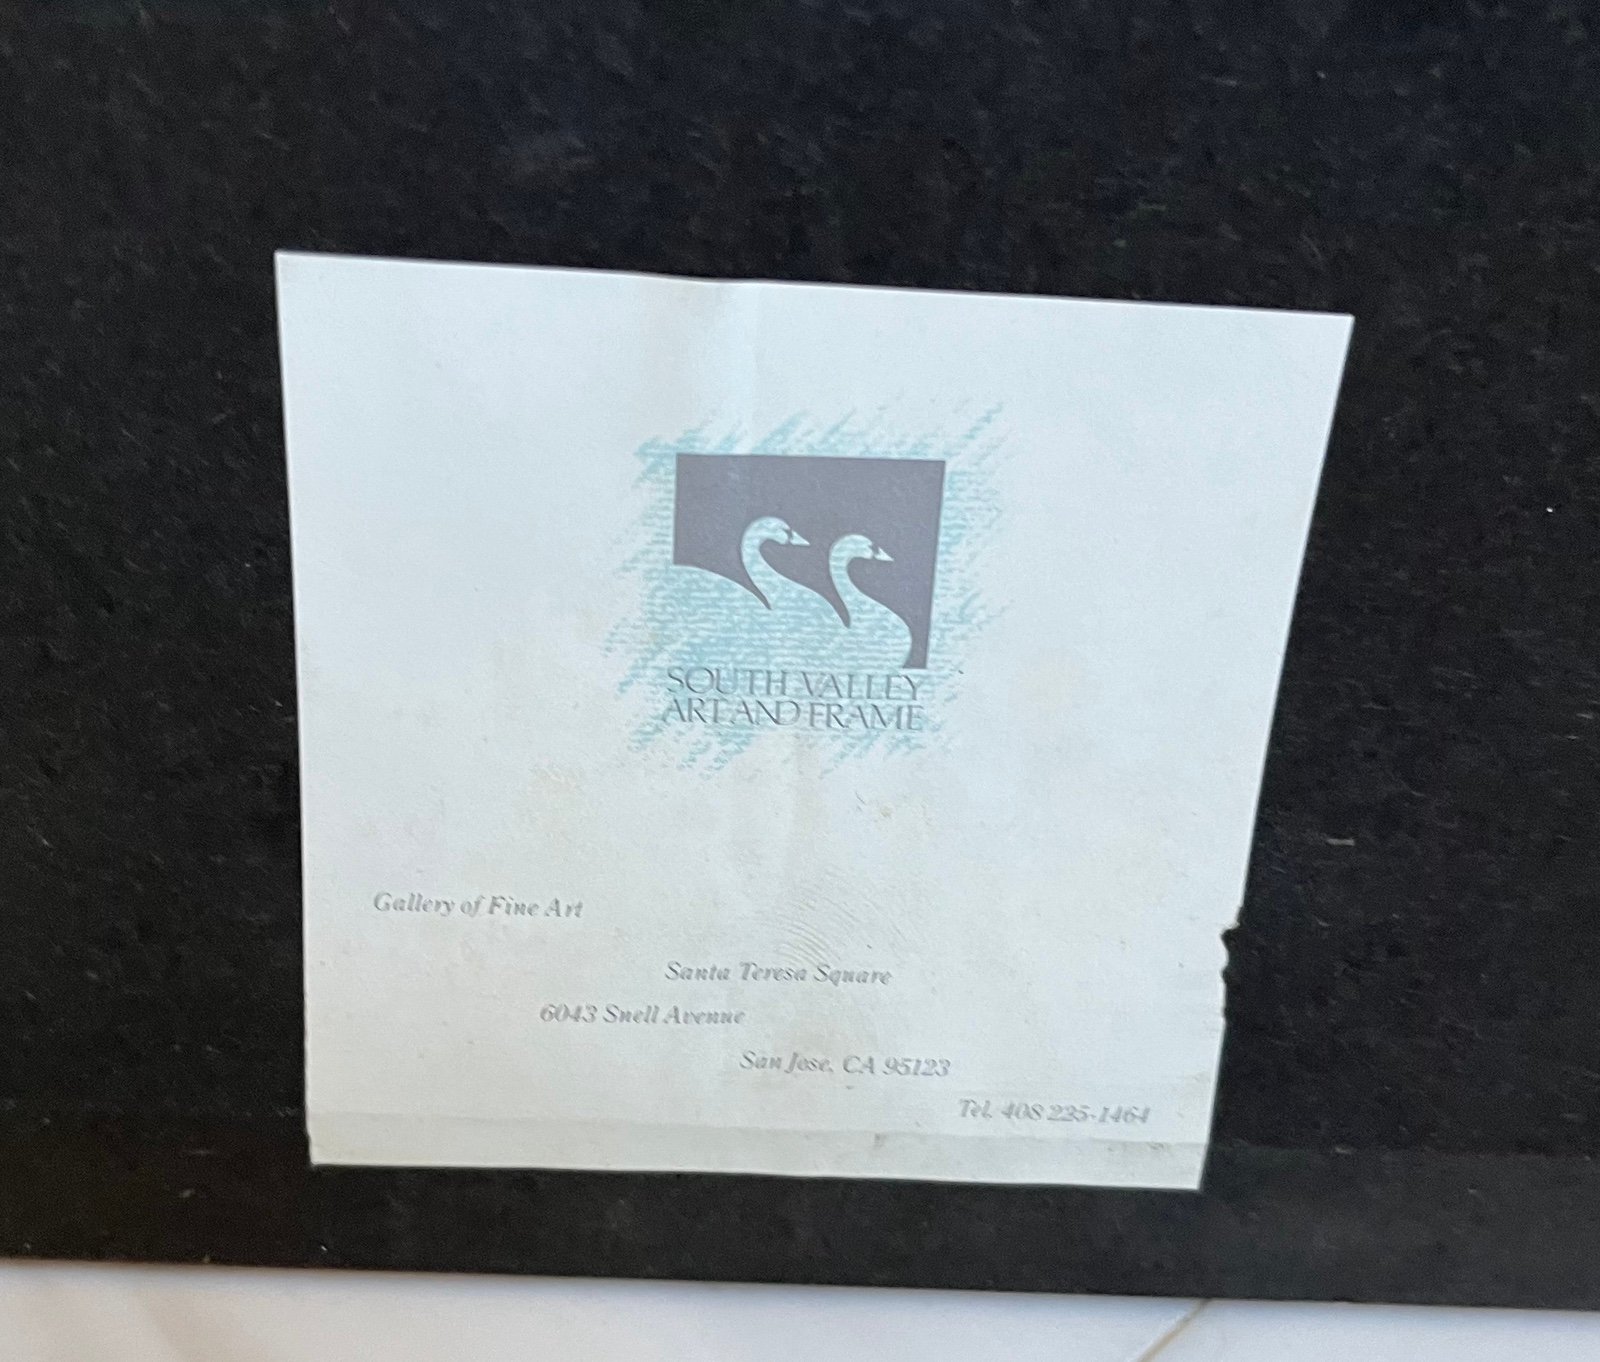 SOUTH VALLEY
ART AND FRAME
Gallery of Fine Art
Santa Teresa Square
6043 Snell Avenue
San Jose, CA 95123
Tel. 408 225-1464